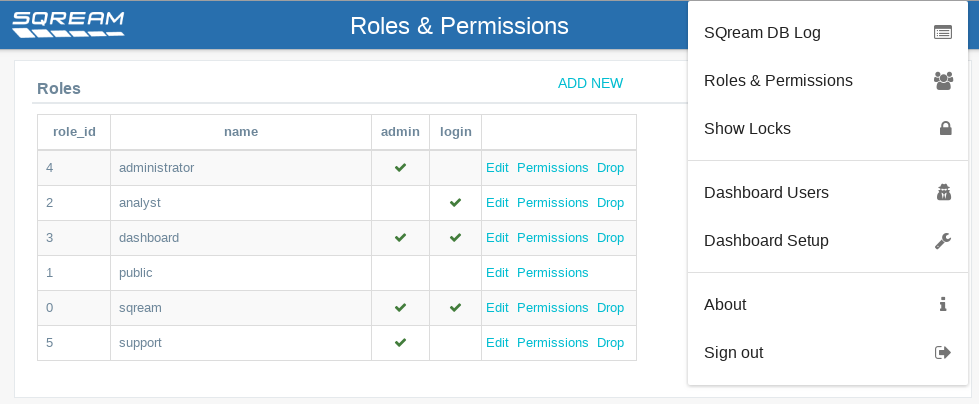 SQREAM
Roles & Permissions
Roles
ADD NEW
role_id name admin login
4 administrator Edit Permissions Drop
2 analyst Edit Permissions Drop
3 dashboard Edit Permissions Drop
1 public Edit Permissions
0 sqream Edit Permissions Drop
5 support Edit Permissions Drop
SQream DB Log
Roles & Permissions
Show Locks
Dashboard Users
Dashboard Setup
About
Sign out